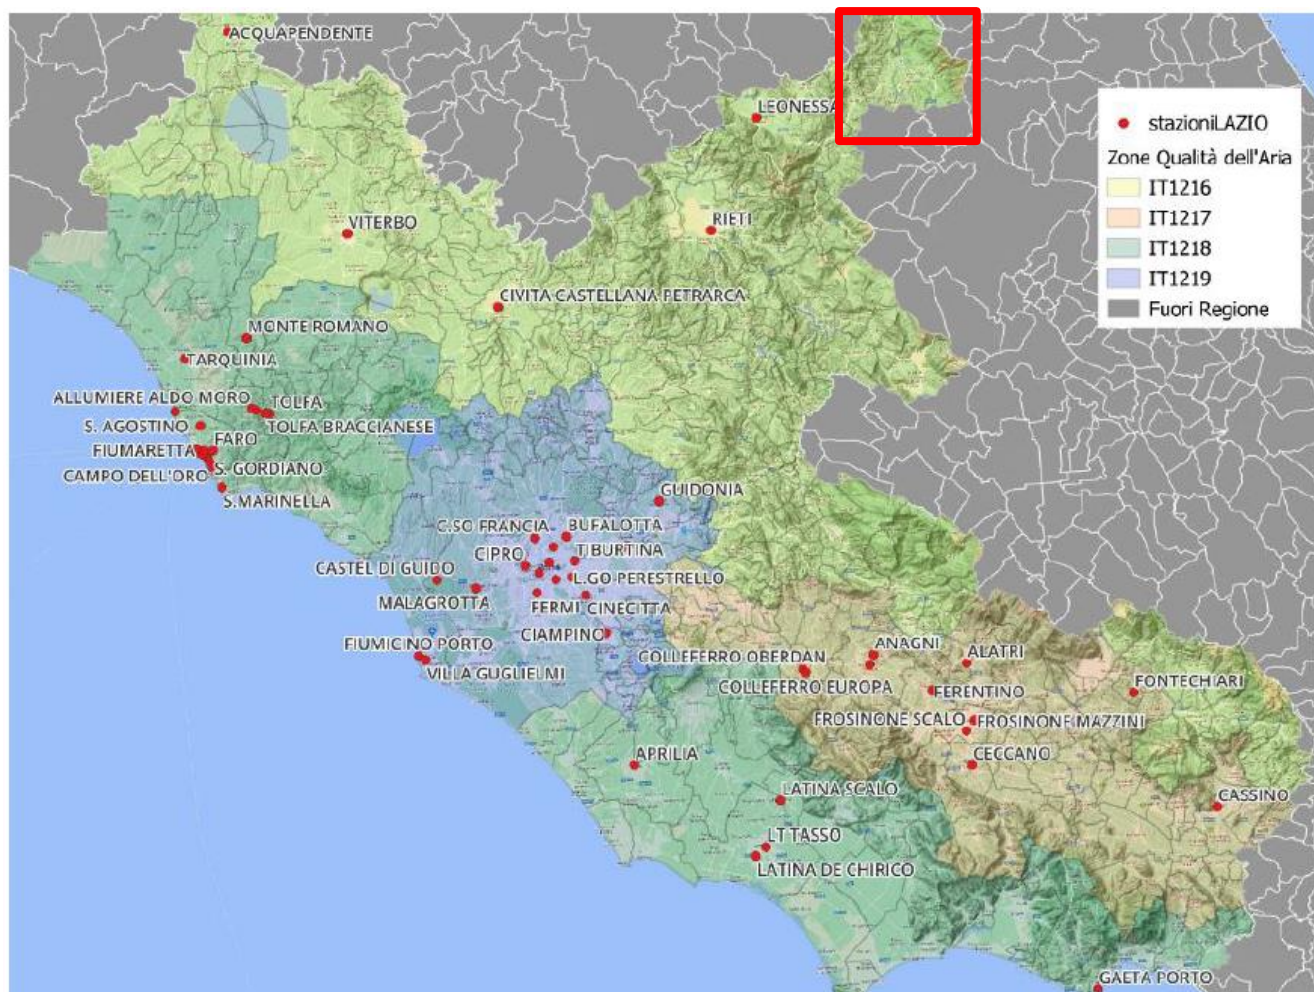 ACQUAPENDENTE
LEONESSA
stazioniLAZIO
Zone Qualità dell'Aria
IT1216
IT1217
IT1218
IT1219
Fuori Regione
VITERBO
RIETI
CIVITA CASTELLANA PETRARCA
MONTE ROMANO
TARQUINIA
ALLUMIERE ALDO MORO
TOLFA
S. AGOSTINO
TOLFA BRACCIANESE
FARO
FIUMARETTA
CAMPO DELL'ORO
S. GORDIANO
S.MARINELLA
GUIDONIA
C.SO FRANCIA
BUFALOTTA
CIPRO
TIBURTINA
CASTEL DI GUIDO
L.GO PERESTRELLO
MALAGROTTA
FERMI
CINECITTA
CIAMPINO
FIUMICINO PORTO
VILLA GUGLIELMI
COLLEFERRO OBERDAN
ANAGNI
ALATRI
COLLEFERRO EUROPA
FERENTINO
FONTECHIARI
FROSINONE SCALO
FROSINONE MAZZINI
APRILIA
CECCANO
LATINA SCALO
CASSINO
LT TASSO
LATINA DE CHIRICO
GAETA PORTO